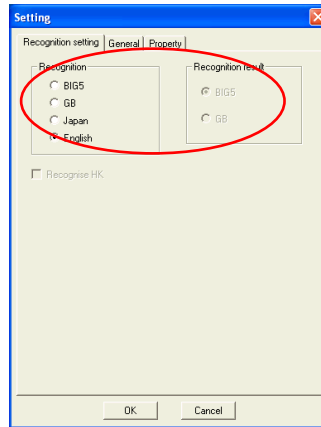 Setting
Recognition setting General Property
Recognition Recognition result
BIG5 BIG5
GB GB
Japan
English
Recognise HK
OK Cancel